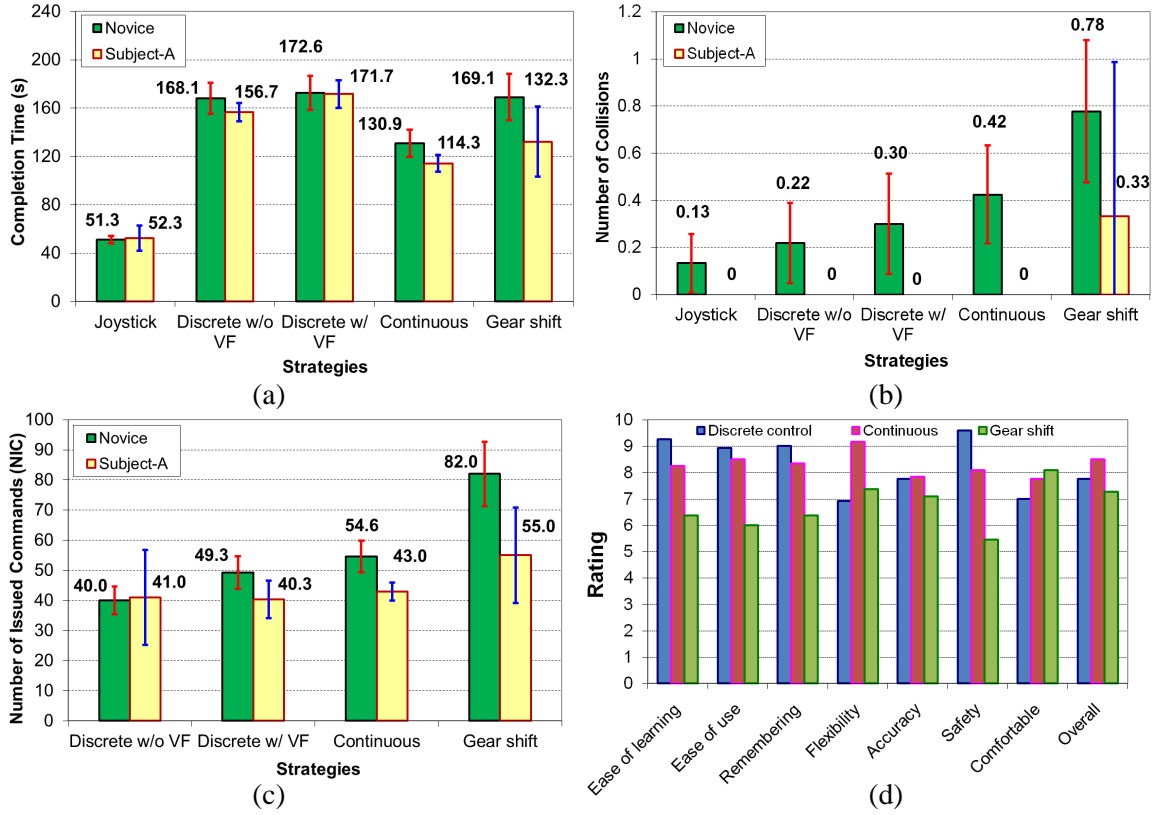 240
200
160
120
80
40
0
Completion Time (s)
Novice
Subject-A
51.3
52.3
168.1
156.7
172.6
171.7
130.9
114.3
169.1
132.3
Joystick
Discrete w/o VF
Discrete w/ VF
Continuous
Gear shift
Strategies
(a)
1.2
1
0.8
0.6
0.4
0.2
0
Number of Collisions
Novice
Subject-A
0.13
0
0.22
0
0.30
0
0.42
0
0.78
0.33
Joystick
Discrete w/o VF
Discrete w/ VF
Continuous
Gear shift
Strategies
(b)
100
90
80
70
60
50
40
30
20
10
0
Number of Issued Commands (NIC)
Novice
Subject-A
40.0
41.0
49.3
40.3
54.6
43.0
82.0
55.0
Discrete w/o VF
Discrete w/ VF
Continuous
Gear shift
Strategies
(c)
10
9
8
7
6
5
4
3
2
1
0
Rating
Discrete control
Continuous
Gear shift
Ease of learning
Ease of use
Remembering
Flexibility
Accuracy
Safety
Comfortable
Overall
(d)